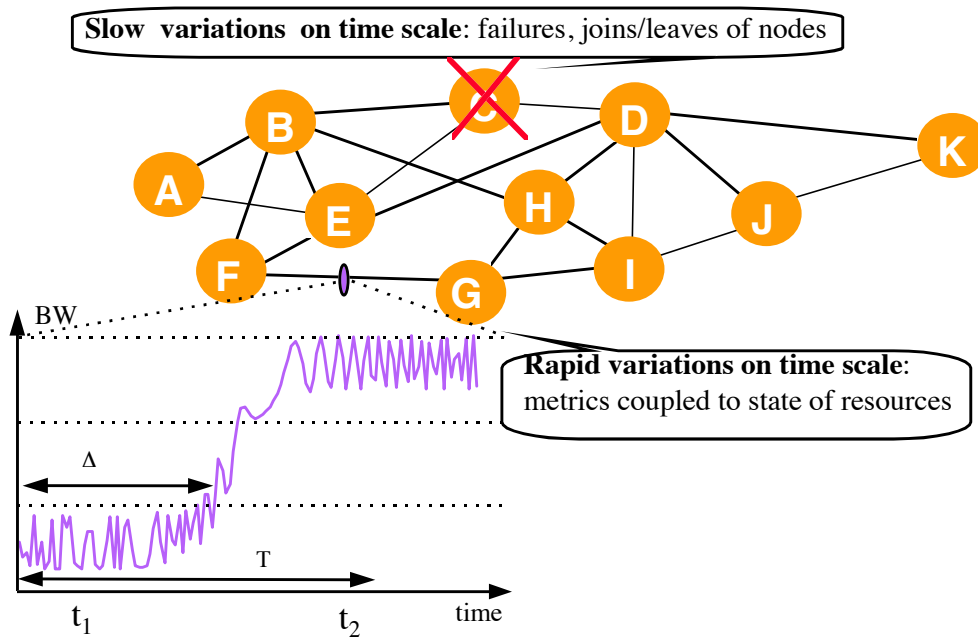 Slow variations on time scale: failures, joins/leaves of nodes
C
B
D
K
A
E
H
J
F
G
I
BW
Rapid variations on time scale:
metrics coupled to state of resources
Δ
T
t1
t2
time